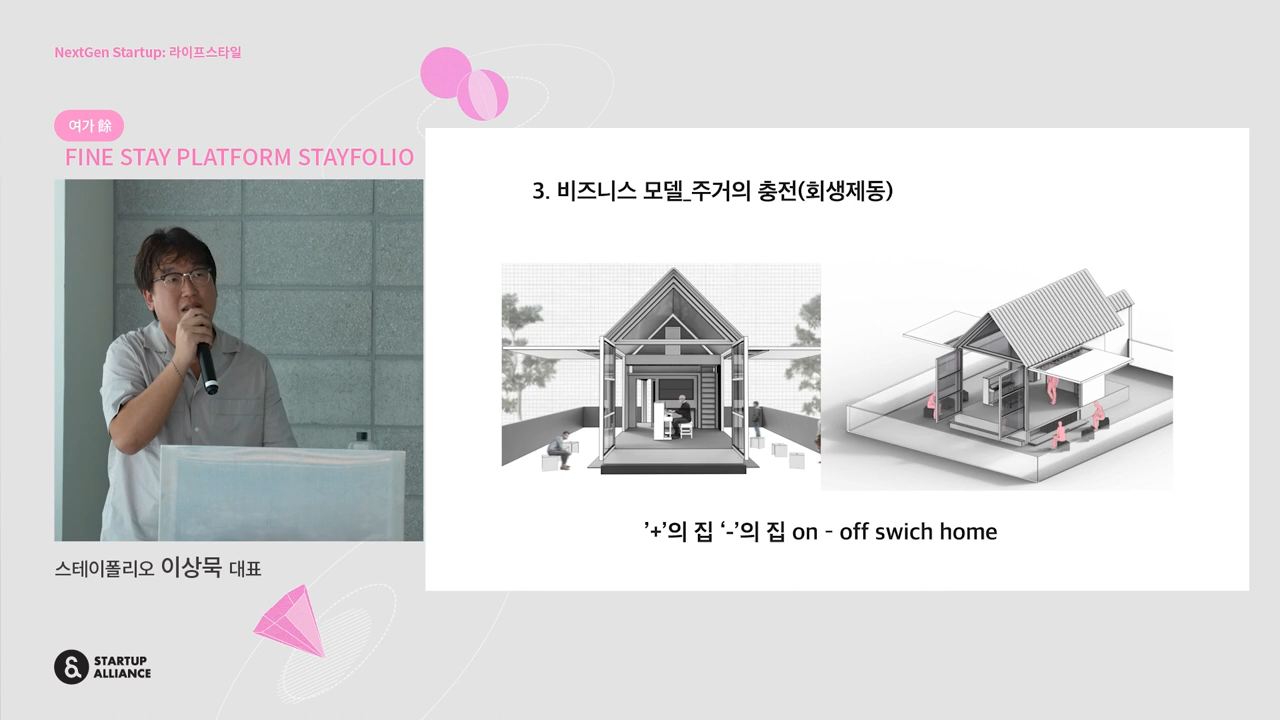 NextGen Startup: 라이프스타일
여가 餘
FINE STAY PLATFORM STAYFOLIO
3. 비즈니스 모델_주거의 충전(회생제동)
’+’의 집 ‘-’의 집 on - off swich home
스테이폴리오 이상묵 대표
STARTUP
ALLIANCE